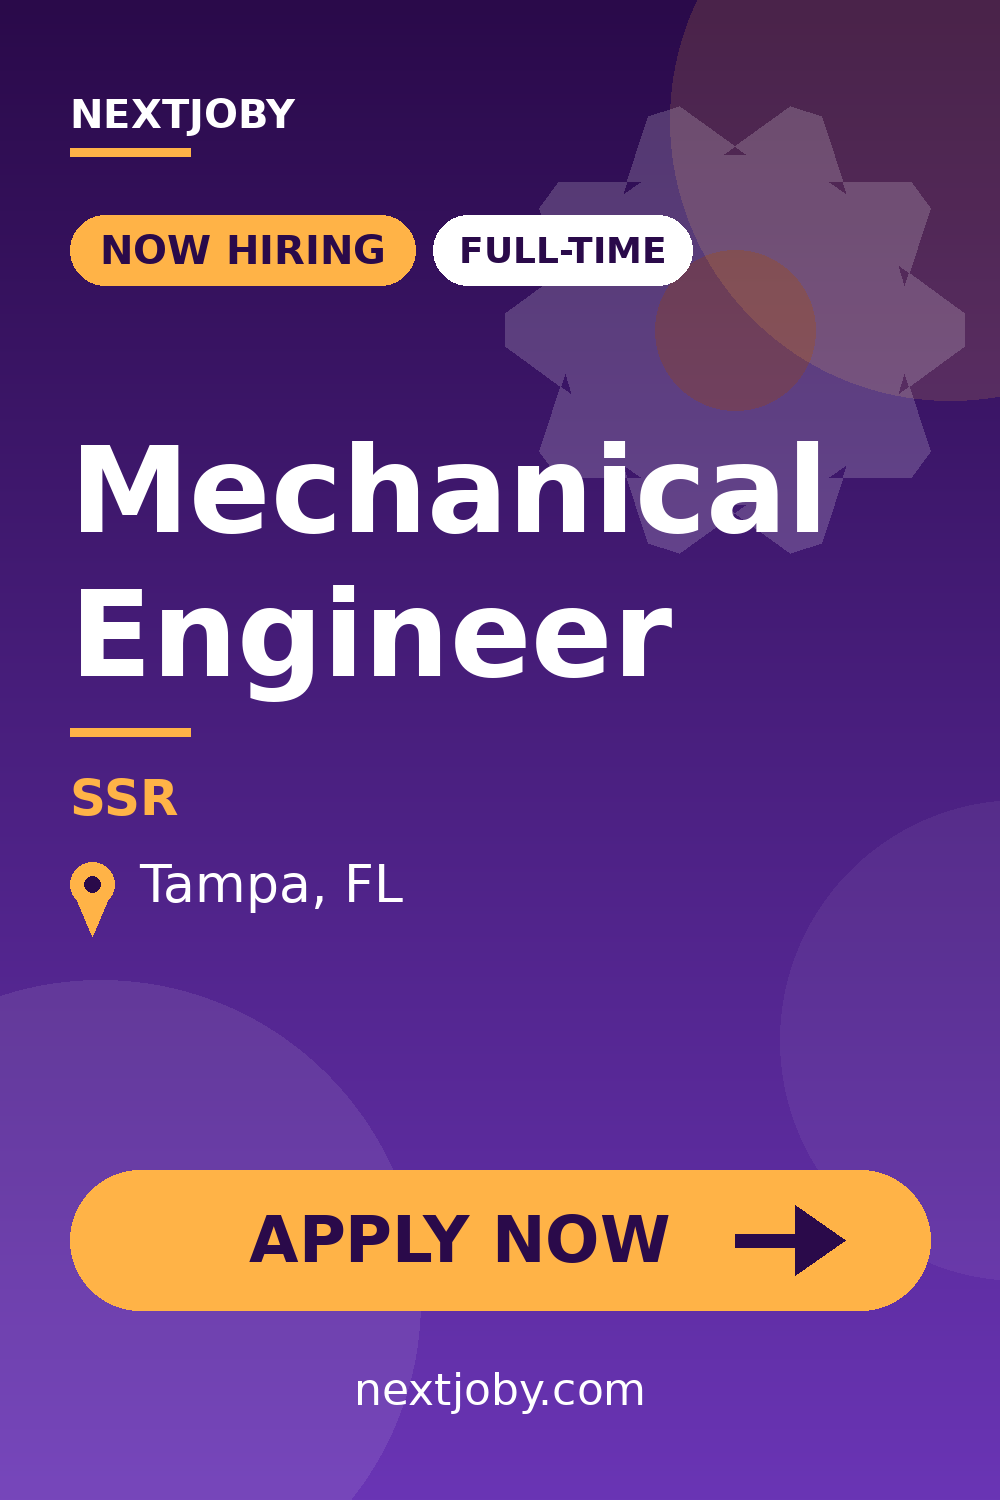 NEXTJOBY
NOW HIRING
FULL-TIME
Mechanical
Engineer
SSR
Tampa, FL
APPLY NOW
nextjoby.com